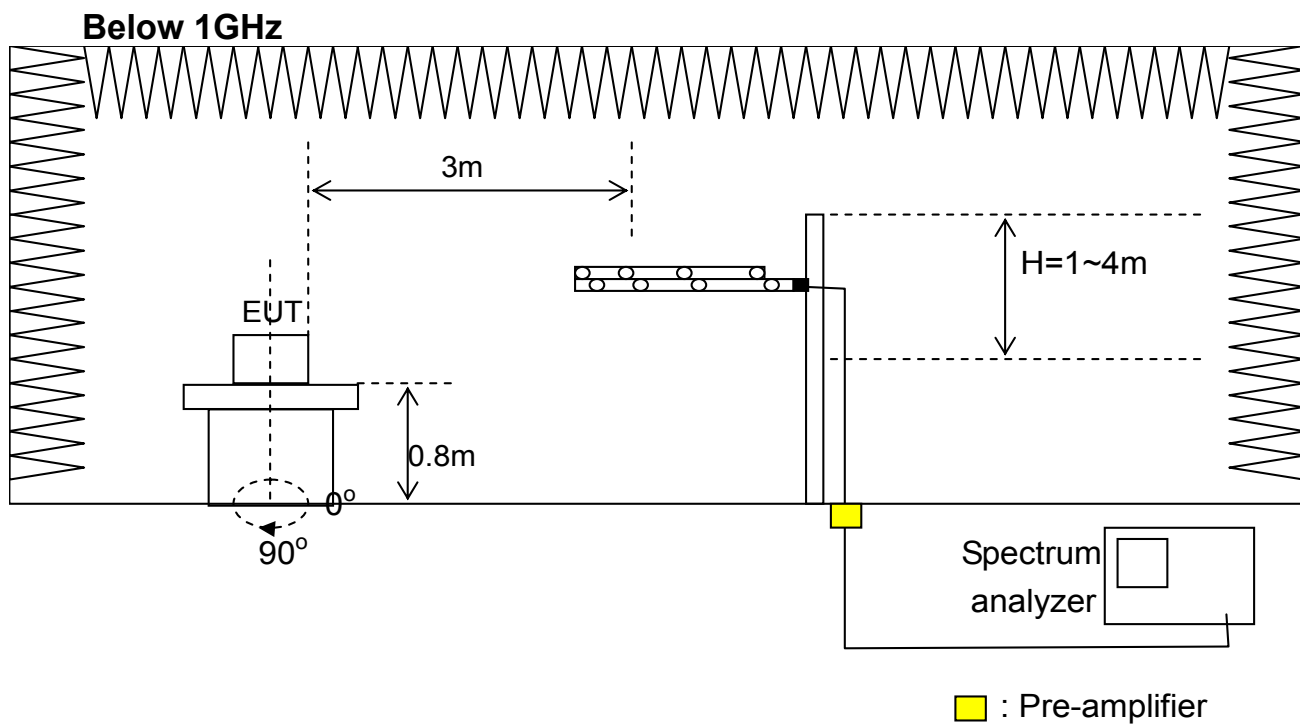 Below 1GHz
3m
H=1~4m
EUT
0.8m
0°
90°
Spectrum
analyzer
: Pre-amplifier